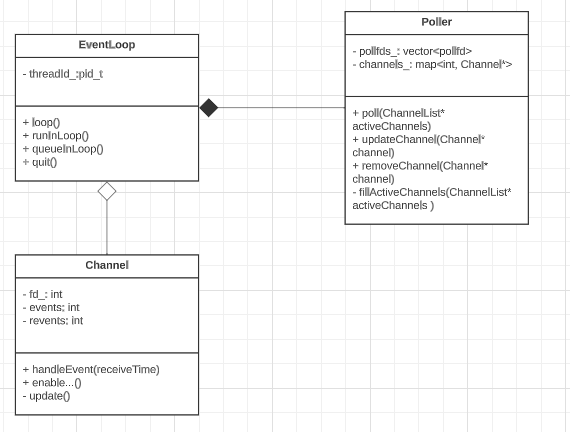 EventLoop
- threadId_:pid_t
+ loop()
+ runInLoop()
+ queueInLoop()
+ quit()
Poller
- pollfds_: vector<pollfd>
- channels_: map<int, Channel*>
+ poll(ChannelList*
activeChannels)
+ updateChannel(Channel*
channel)
+ removeChannel(Channel*
channel)
- fillActiveChannels(ChannelList*
activeChannels )
Channel
- fd_: int
- events; int
- revents; int
+ handleEvent(receiveTime)
+ enable...()
- update()